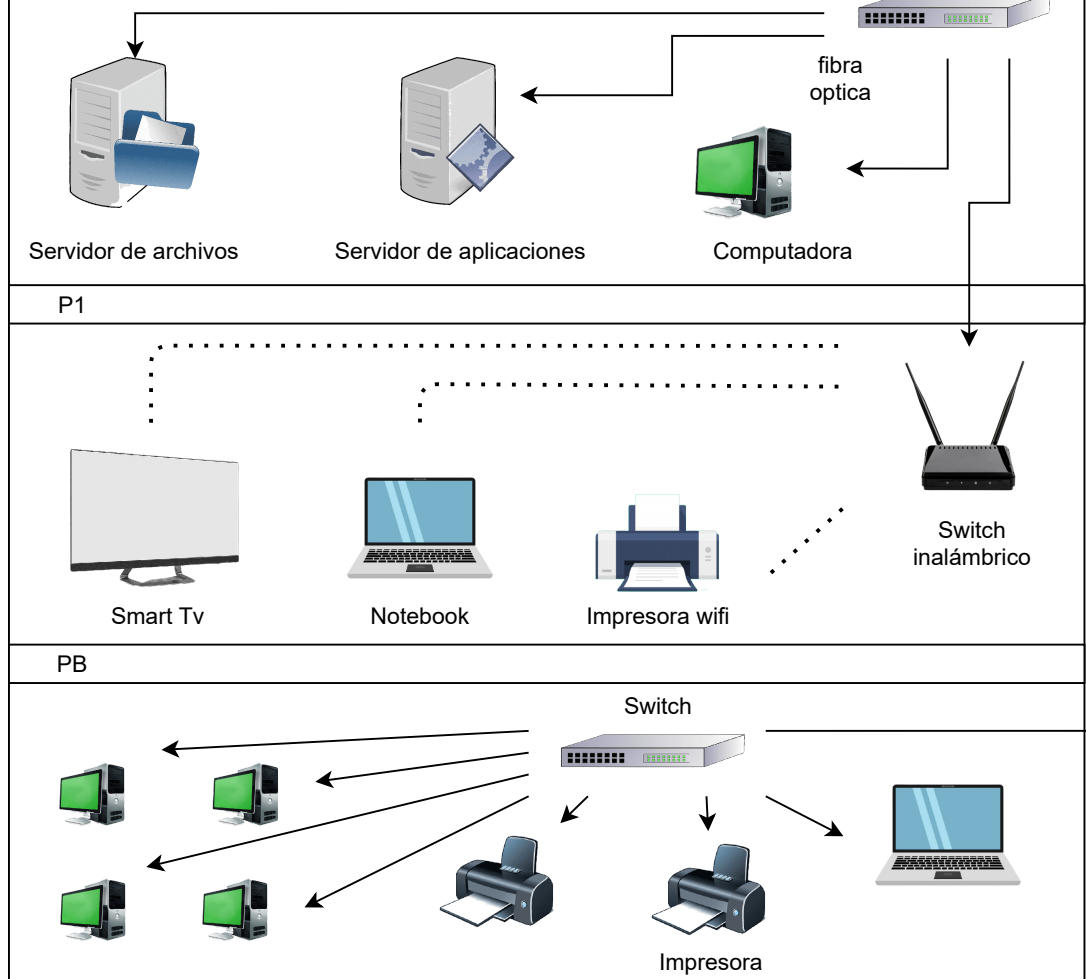 fibra
optica
Servidor de archivos
Servidor de aplicaciones
Computadora
P1
Switch
inalámbrico
Smart Tv
Notebook
Impresora wifi
PB
Switch
Impresora